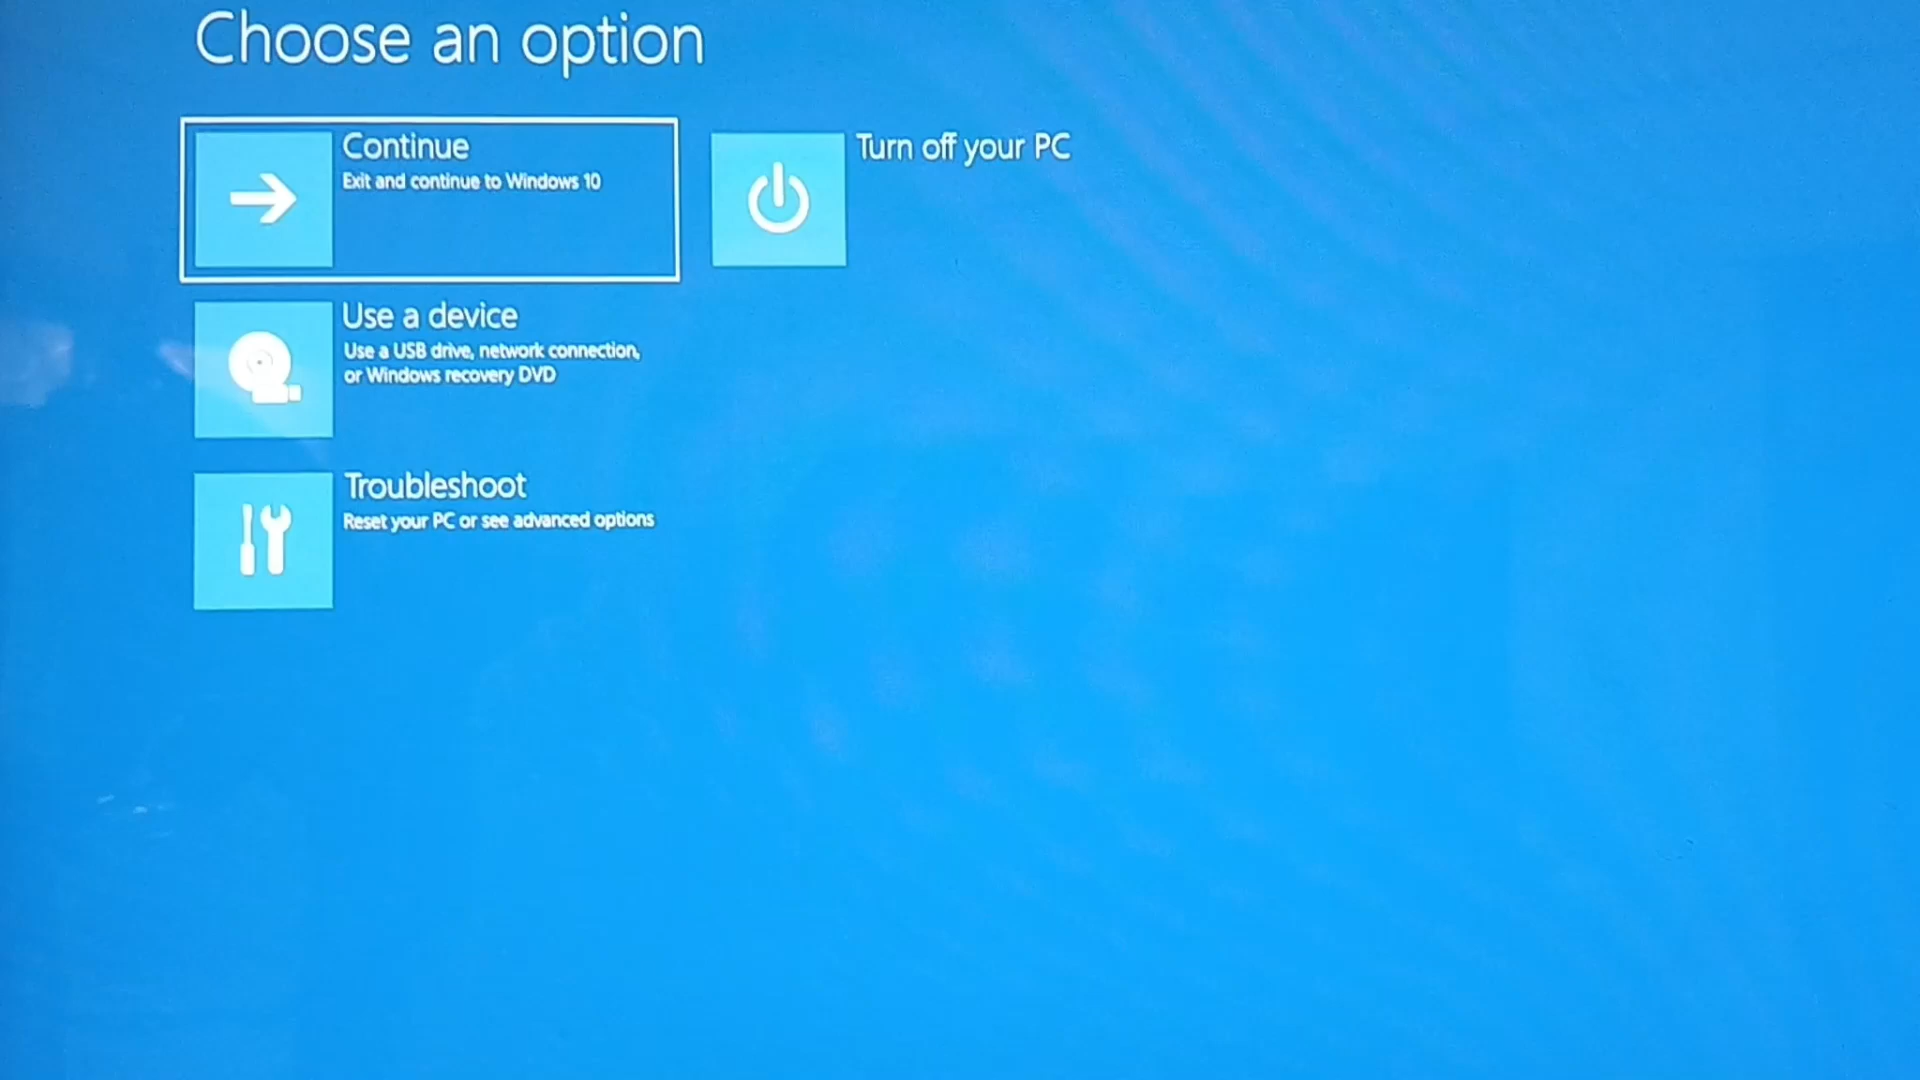 Choose an option
Continue
Exit and continue to Windows 10
Turn off your PC
Use a device
Use a USB drive, network connection,
or Windows recovery DVD
Troubleshoot
Reset your PC or see advanced options